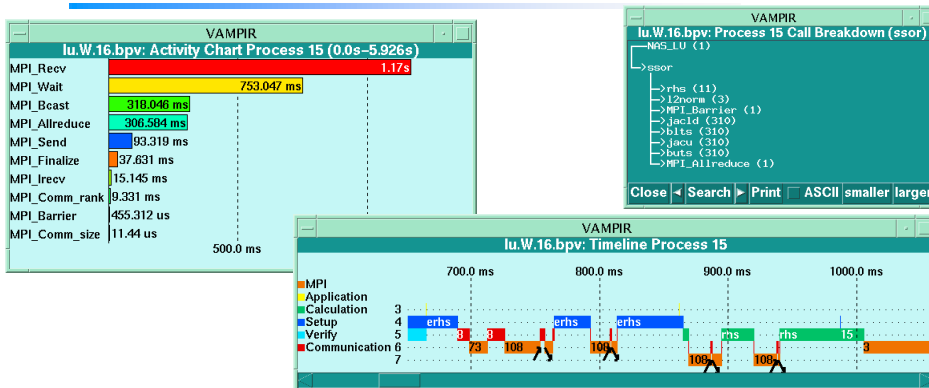 VAMPIR
lu.W.16.bpv: Activity Chart Process 15 (0.0s–5.926s)
MPI_Recv 1.17s
MPI_Wait 753.047 ms
MPI_Bcast 318.046 ms
MPI_Allreduce 306.584 ms
MPI_Send 93.319 ms
MPI_Finalize 37.631 ms
MPI_Irecv 15.145 ms
MPI_Comm_rank 9.331 ms
MPI_Barrier 455.312 us
MPI_Comm_size 11.44 us
500.0 ms
VAMPIR
lu.W.16.bpv: Process 15 Call Breakdown (ssor)
NAS_LU (1)
->ssor
->rhs (11)
->l2norm (3)
->MPI_Barrier (1)
->jacld (310)
->blts (310)
->jacu (310)
->buts (310)
->MPI_Allreduce (1)
Close Search Print ASCII smaller larger
VAMPIR
lu.W.16.bpv: Timeline Process 15
700.0 ms 800.0 ms 900.0 ms 1000.0 ms
MPI
Application
Calculation 3
Setup 4 erhs erhs erhs
Verify 5 8 8 rhs rhs 15
Communication 6 73 108 108 3
7 108 108